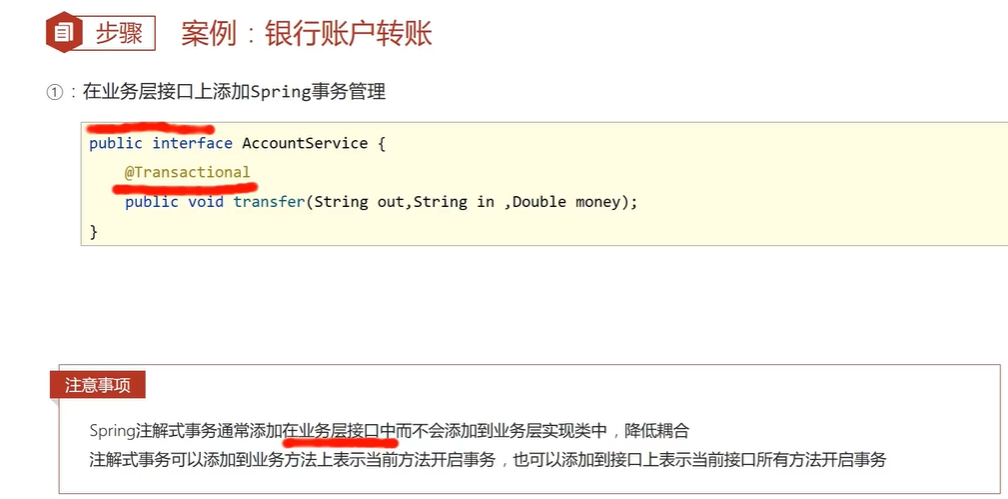 步骤 案例：银行账户转账
①：在业务层接口上添加Spring事务管理
public interface AccountService {
@Transactional
public void transfer(String out,String in ,Double money);
}
注意事项
Spring注解式事务通常添加在业务层接口中而不会添加到业务层实现类中，降低耦合
注解式事务可以添加到业务方法上表示当前方法开启事务，也可以添加到接口上表示当前接口所有方法开启事务